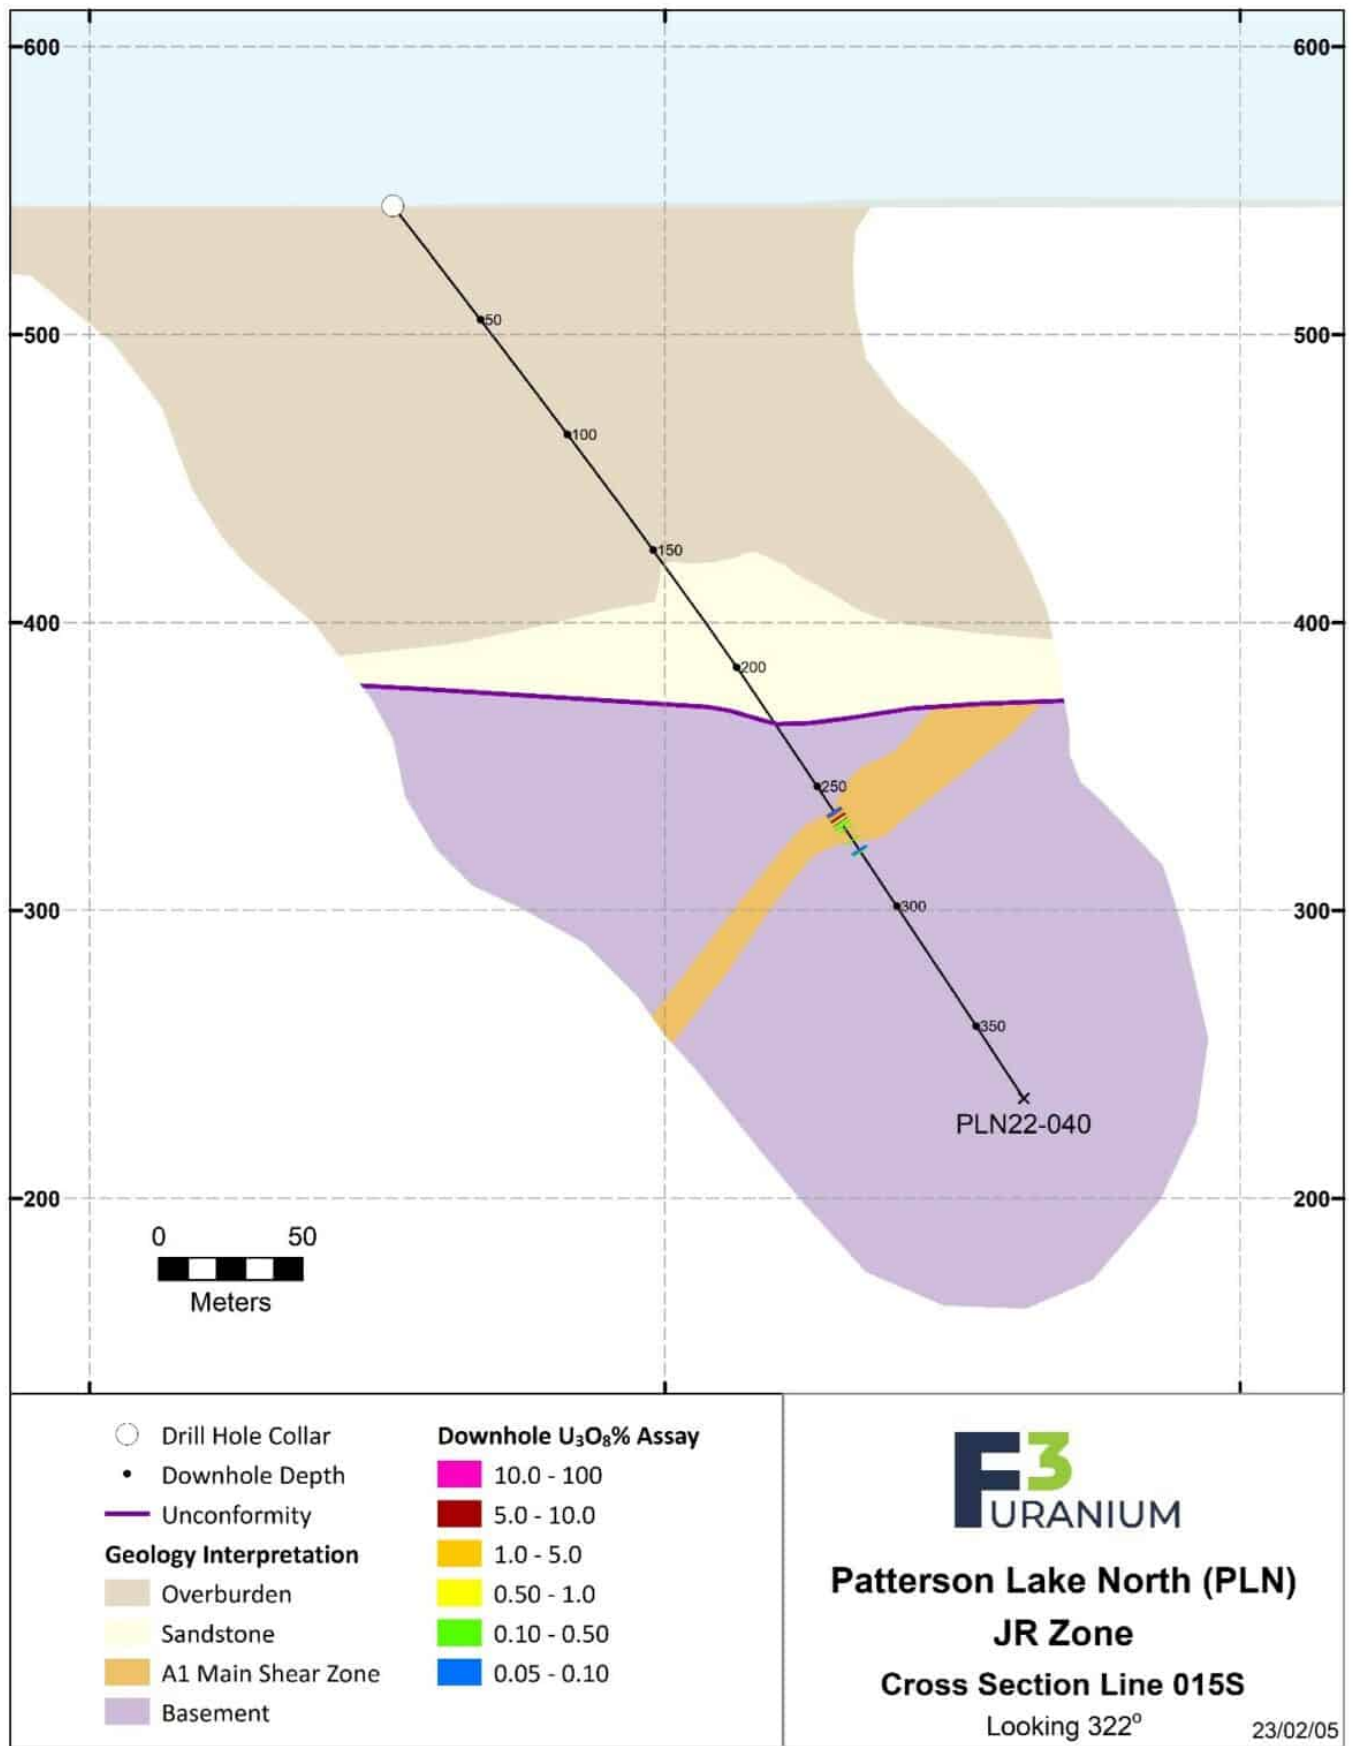 600 600
50
500 500
100
150
400 400
200
250
300 300
300
350
PLN22-040
200 200
0 50
Meters
Drill Hole Collar
Downhole Depth
Unconformity
Geology Interpretation
Overburden
Sandstone
A1 Main Shear Zone
Basement
Downhole U₃O₈% Assay
10.0 - 100
5.0 - 10.0
1.0 - 5.0
0.50 - 1.0
0.10 - 0.50
0.05 - 0.10
F3
URANIUM
Patterson Lake North (PLN)
JR Zone
Cross Section Line 015S
Looking 322°
23/02/05